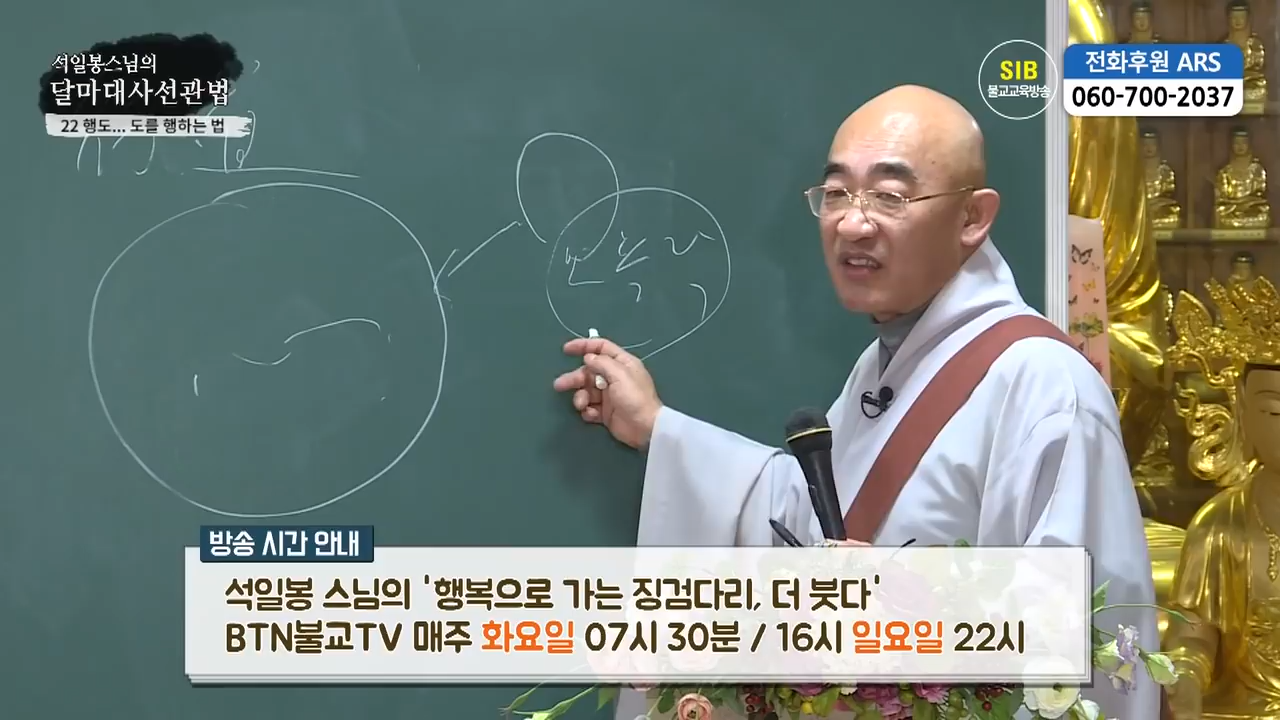 석일봉스님의
달마대사선관법
22 행도... 도를 행하는 법
SIB
불교교육방송
전화후원 ARS
060-700-2037
방송 시간 안내
석일봉 스님의 '행복으로 가는 징검다리, 더 붓다'
BTN불교TV 매주 화요일 07시 30분 / 16시 일요일 22시